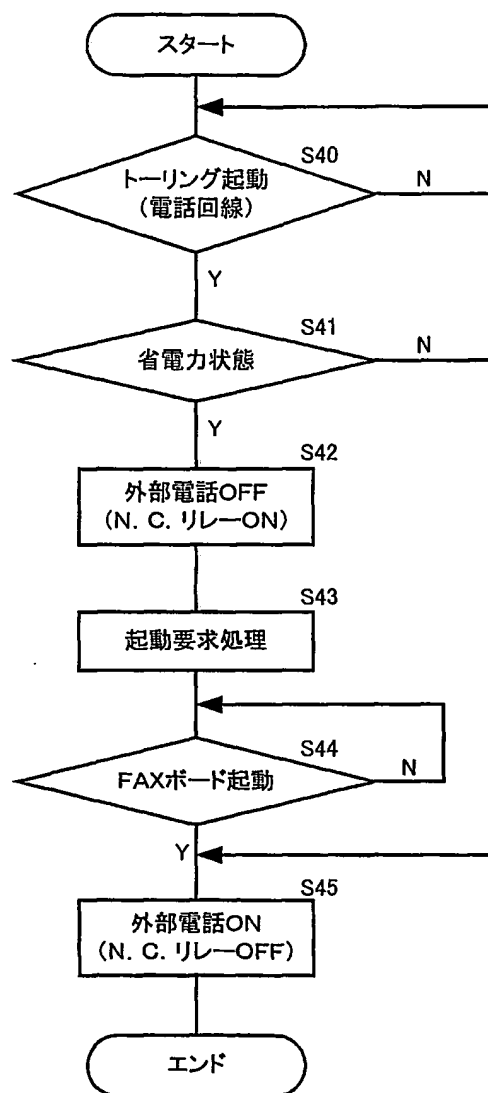 スタート
S40
トーリング起動
(電話回線)
N
Y
S41
省電力状態
N
Y
S42
外部電話OFF
(N. C. リレーON)
S43
起動要求処理
S44
FAXボード起動
N
Y
S45
外部電話ON
(N. C. リレーOFF)
エンド